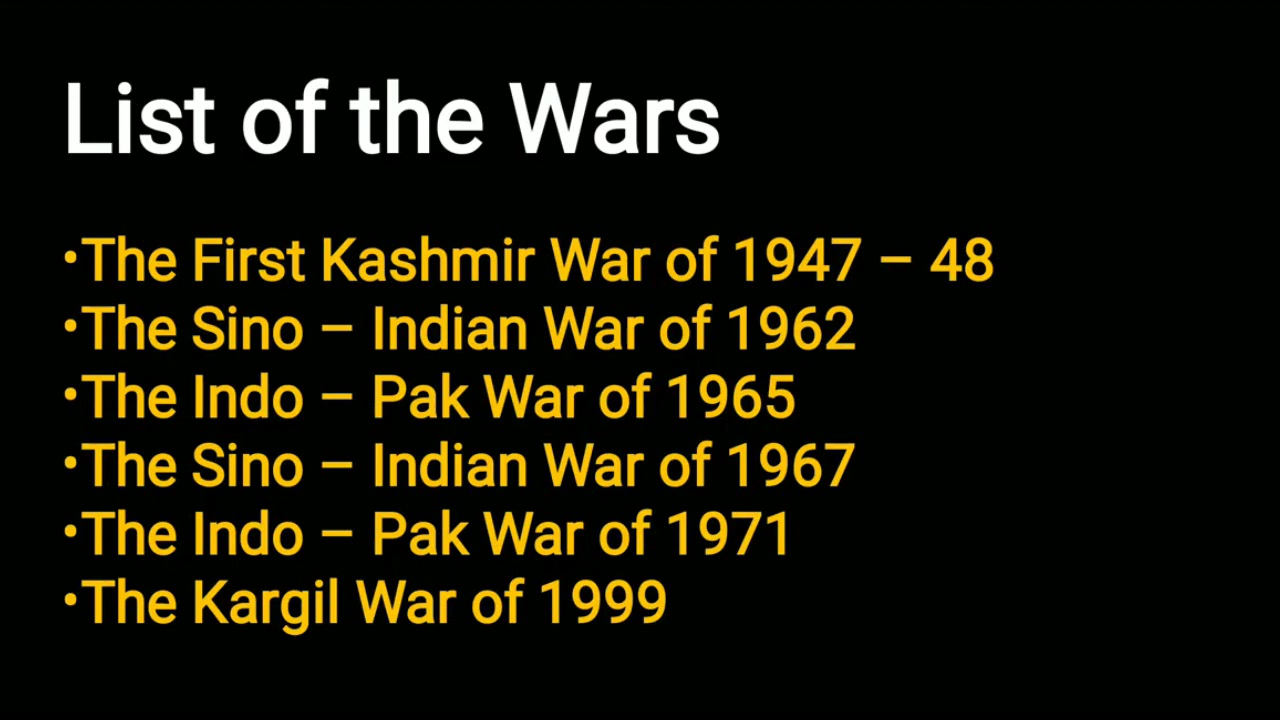 List of the Wars
•The First Kashmir War of 1947 – 48
•The Sino – Indian War of 1962
•The Indo – Pak War of 1965
•The Sino – Indian War of 1967
•The Indo – Pak War of 1971
•The Kargil War of 1999